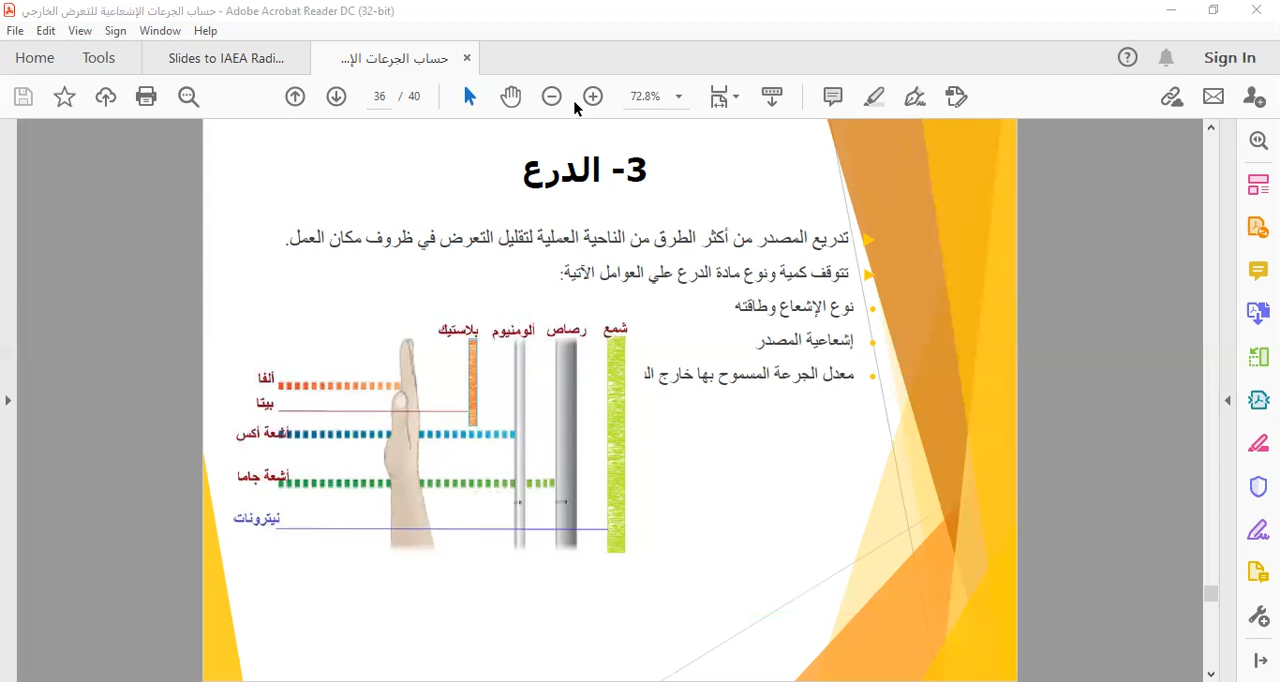 حساب الجرعات الإشعاعية للتعرض الخارجي - Adobe Acrobat Reader DC (32-bit)
File Edit View Sign Window Help
Home Tools Slides to IAEA Radi... حساب الجرعات الإ... × Sign In
36 / 40 72.8%
3- الدرع
تدريع المصدر من أكثر الطرق من الناحية العملية لتقليل التعرض في ظروف مكان العمل.
تتوقف كمية ونوع مادة الدرع علي العوامل الآتية:
نوع الإشعاع وطاقته
إشعاعية المصدر
معدل الجرعة المسموح بها خارج
شمع رصاص ألومنيوم بلاستيك
ألفا
بيتا
أشعة أكس
أشعة جاما
نيترونات